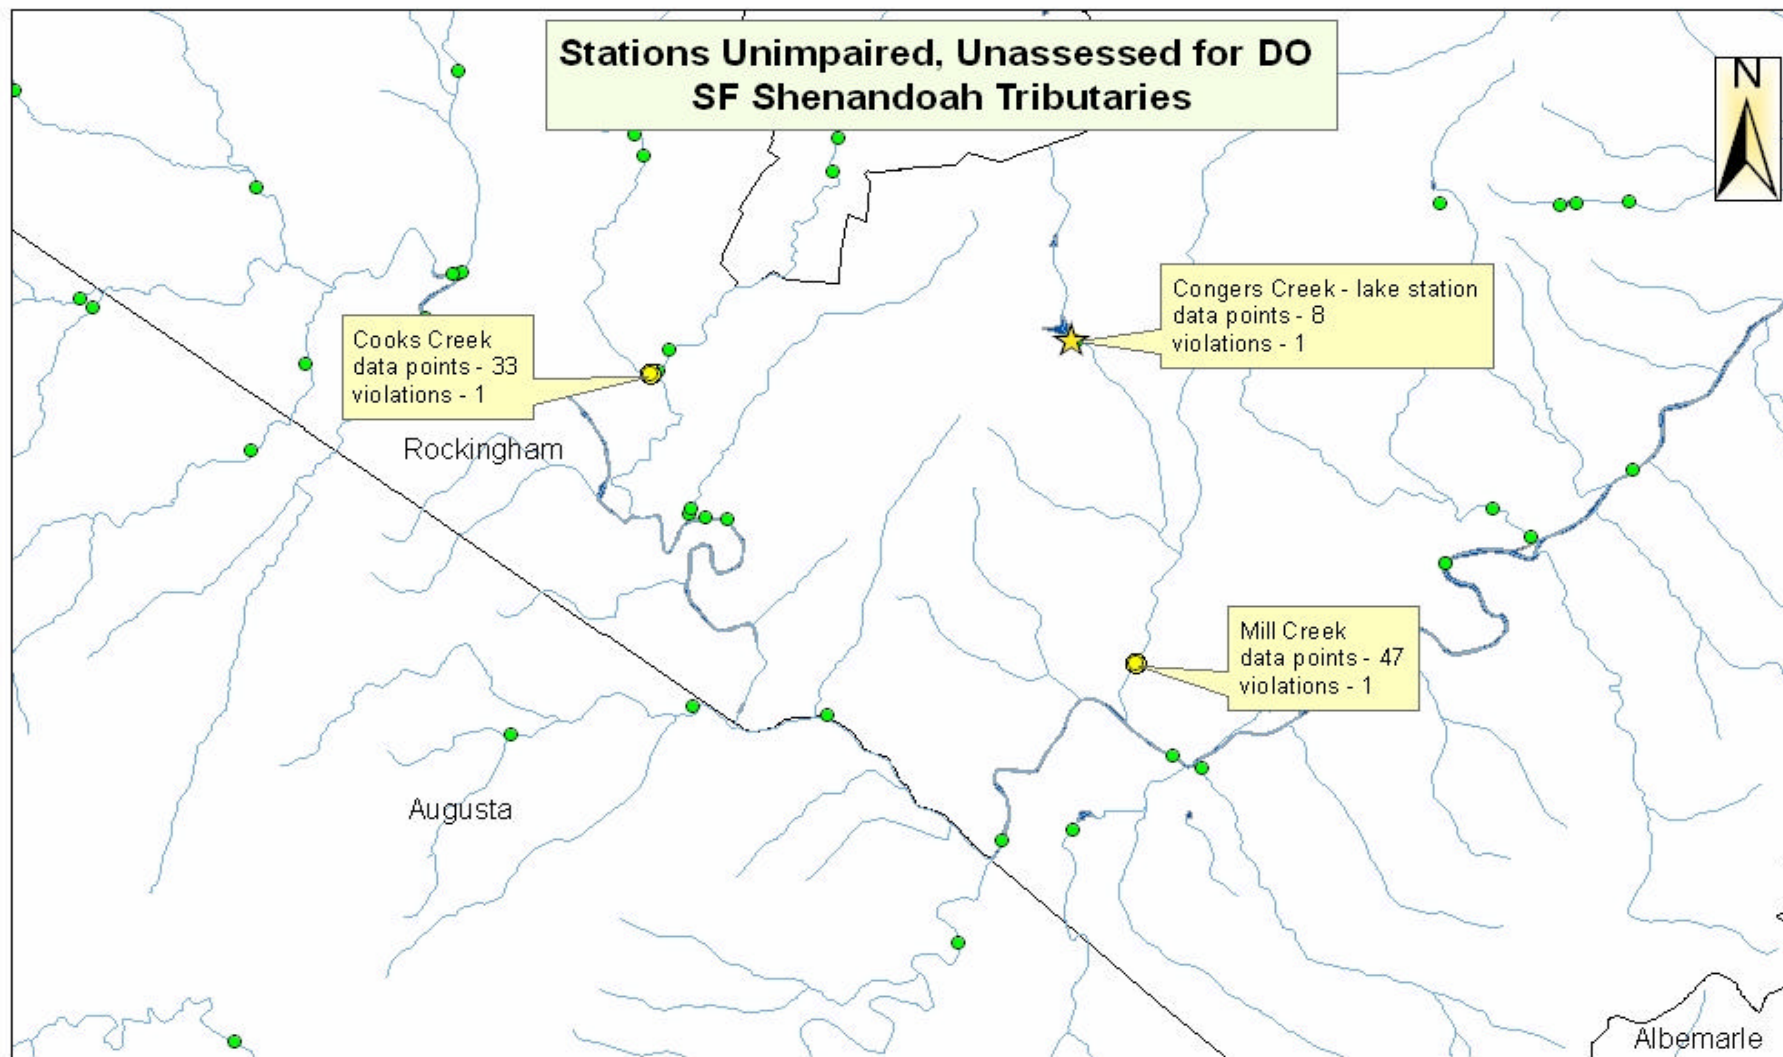 Stations Unimpaired, Unassessed for DO
SF Shenandoah Tributaries
N
Congers Creek - lake station
data points - 8
violations - 1
Cooks Creek
data points - 33
violations - 1
Rockingham
Mill Creek
data points - 47
violations - 1
Augusta
Albemarle